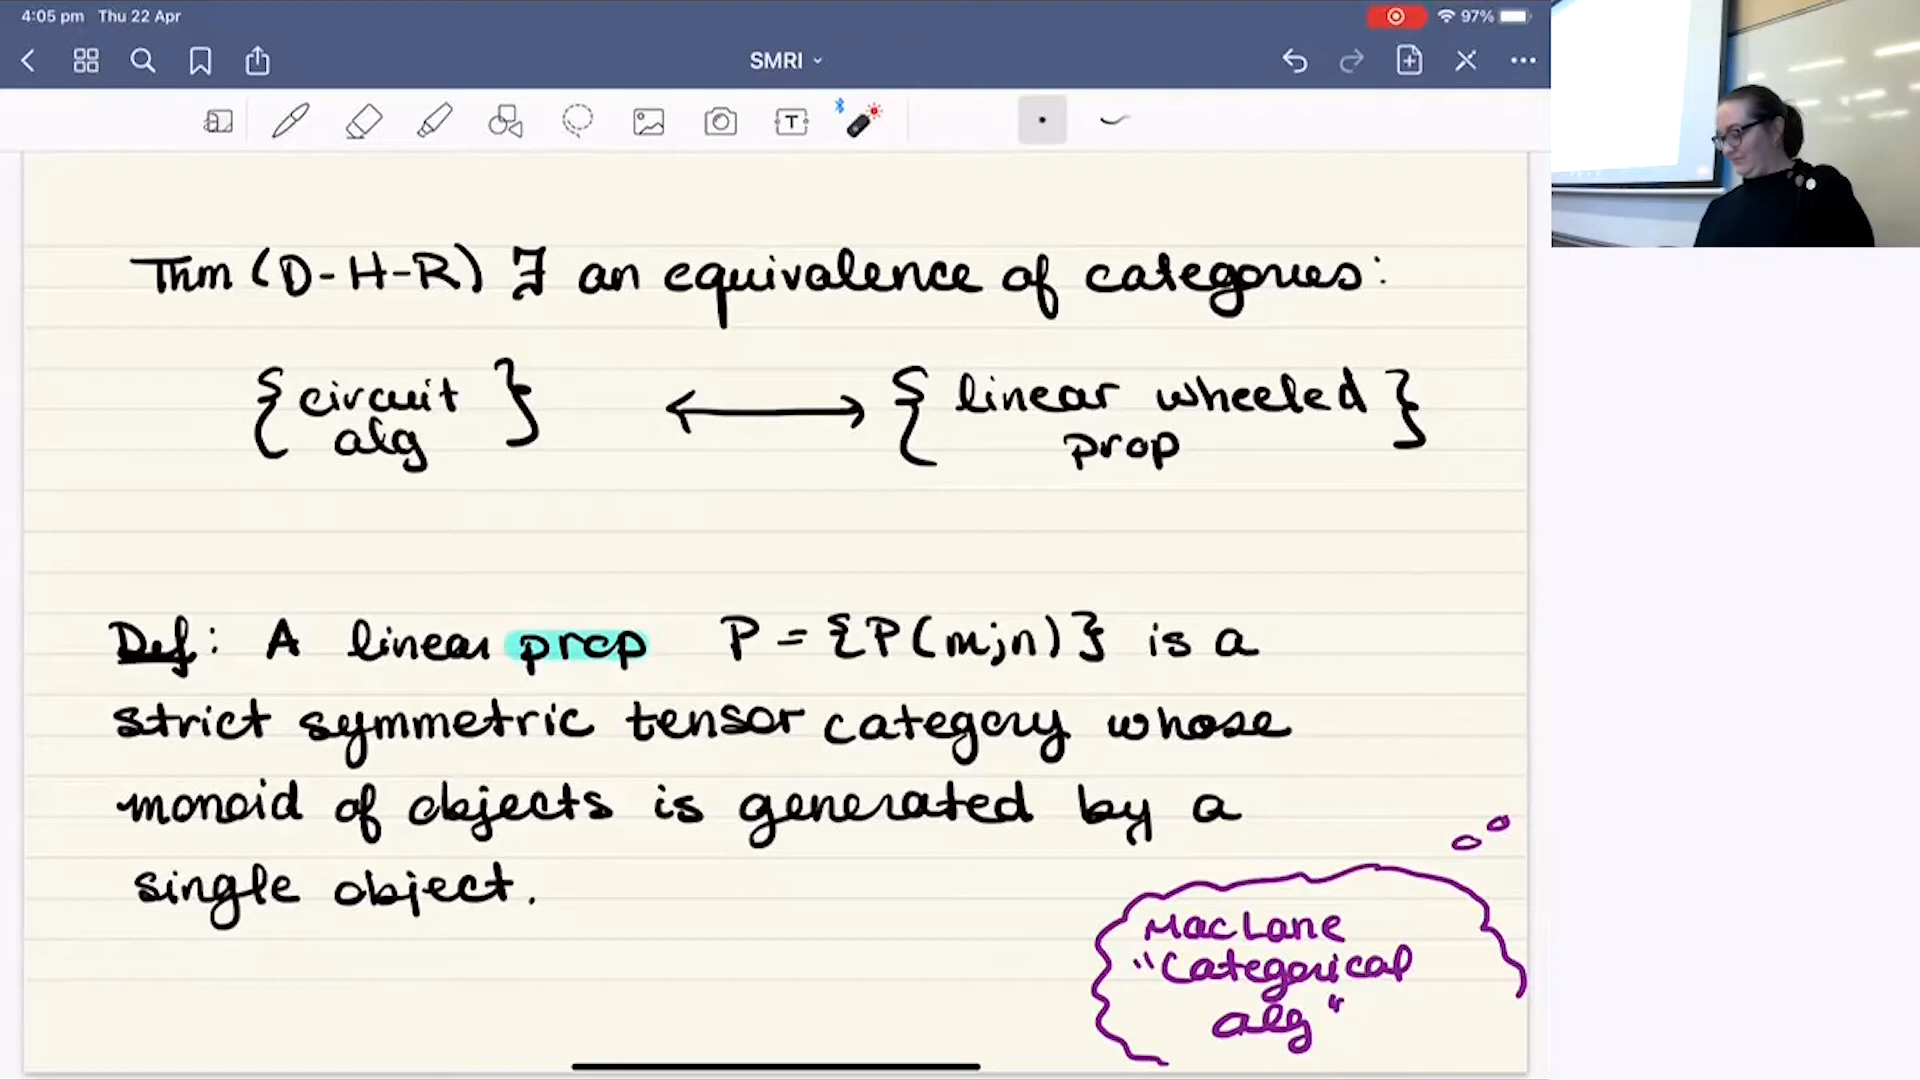 4:05 pm Thu 22 Apr
97%
SMRI
T
Thm (D-H-R) ∃ an equivalence of categories:
{ circuit alg } ⟷ { linear wheeled prop }
Def: A linear prop P = {P(m;n)} is a
strict symmetric tensor category whose
monoid of objects is generated by a
single object.
MacLane
"Categorical
alg"